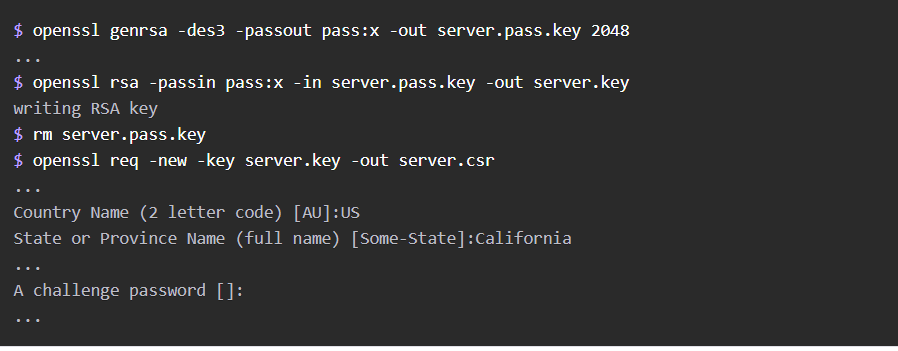 $ openssl genrsa -des3 -passout pass:x -out server.pass.key 2048
...
$ openssl rsa -passin pass:x -in server.pass.key -out server.key
writing RSA key
$ rm server.pass.key
$ openssl req -new -key server.key -out server.csr
...
Country Name (2 letter code) [AU]:US
State or Province Name (full name) [Some-State]:California
...
A challenge password []:
...